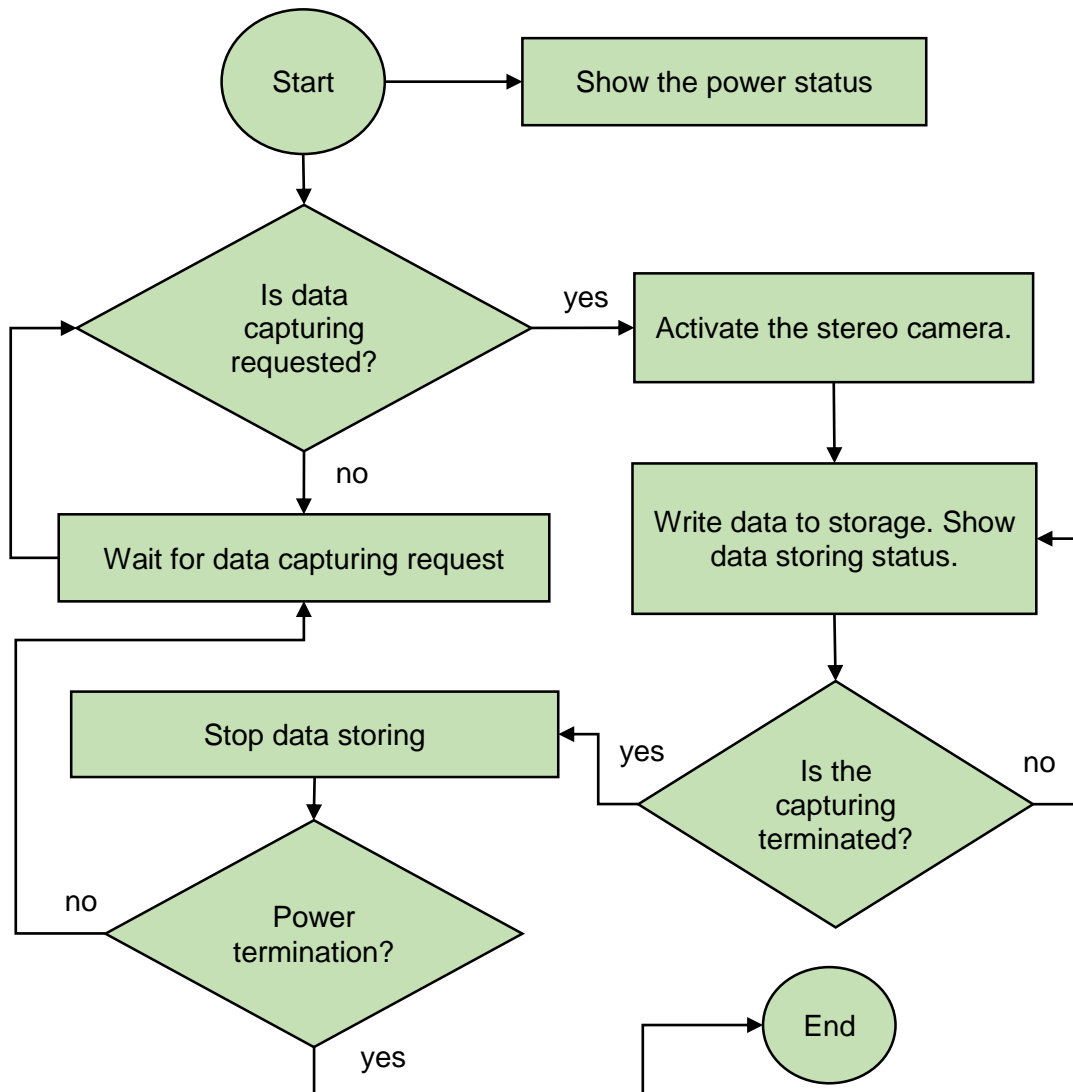 Start
Show the power status
Is data
capturing
requested?
yes
Activate the stereo camera.
no
Wait for data capturing request
Write data to storage. Show
data storing status.
Stop data storing
yes
Is the
capturing
terminated?
no
no
Power
termination?
yes
End